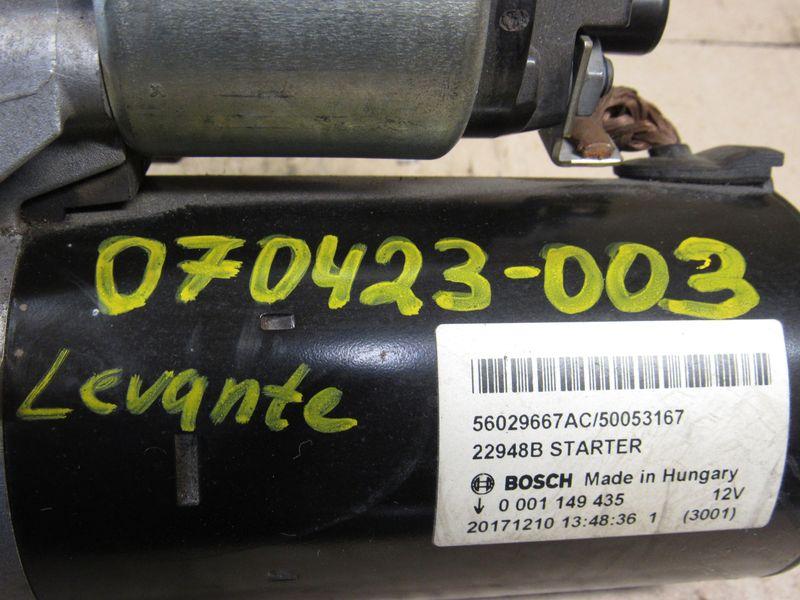 070423-003
Levante
56029667AC/50053167
22948B STARTER
BOSCH Made in Hungary
↓ 0 001 149 435 12V
20171210 13:48:36 1 (3001)